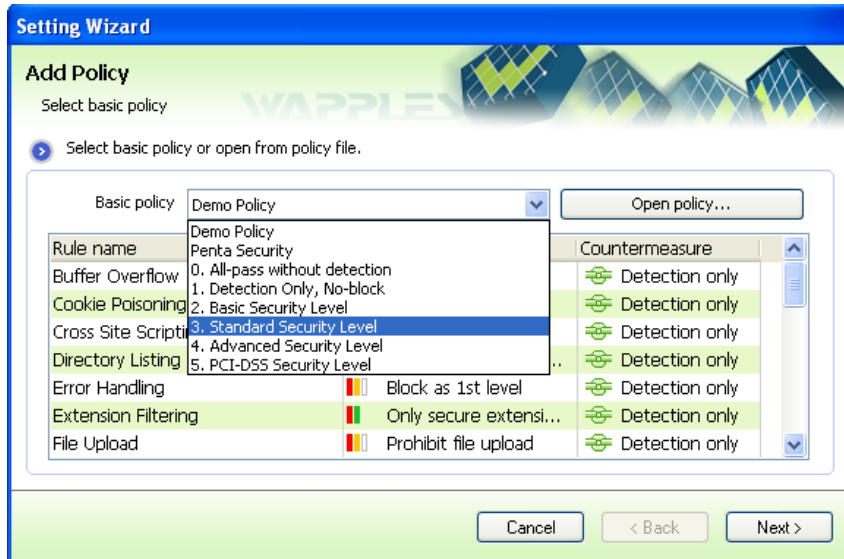 Setting Wizard
Add Policy
Select basic policy
WAPPLES
Select basic policy or open from policy file.
Basic policy Demo Policy Open policy...
Demo Policy
Penta Security
0. All-pass without detection
1. Detection Only, No-block
2. Basic Security Level
3. Standard Security Level
4. Advanced Security Level
5. PCI-DSS Security Level
Rule name Countermeasure
Buffer Overflow Detection only
Cookie Poisoning Detection only
Cross Site Scripti Detection only
Directory Listing .. Detection only
Error Handling Block as 1st level Detection only
Extension Filtering Only secure extensi... Detection only
File Upload Prohibit file upload Detection only
Cancel < Back Next >